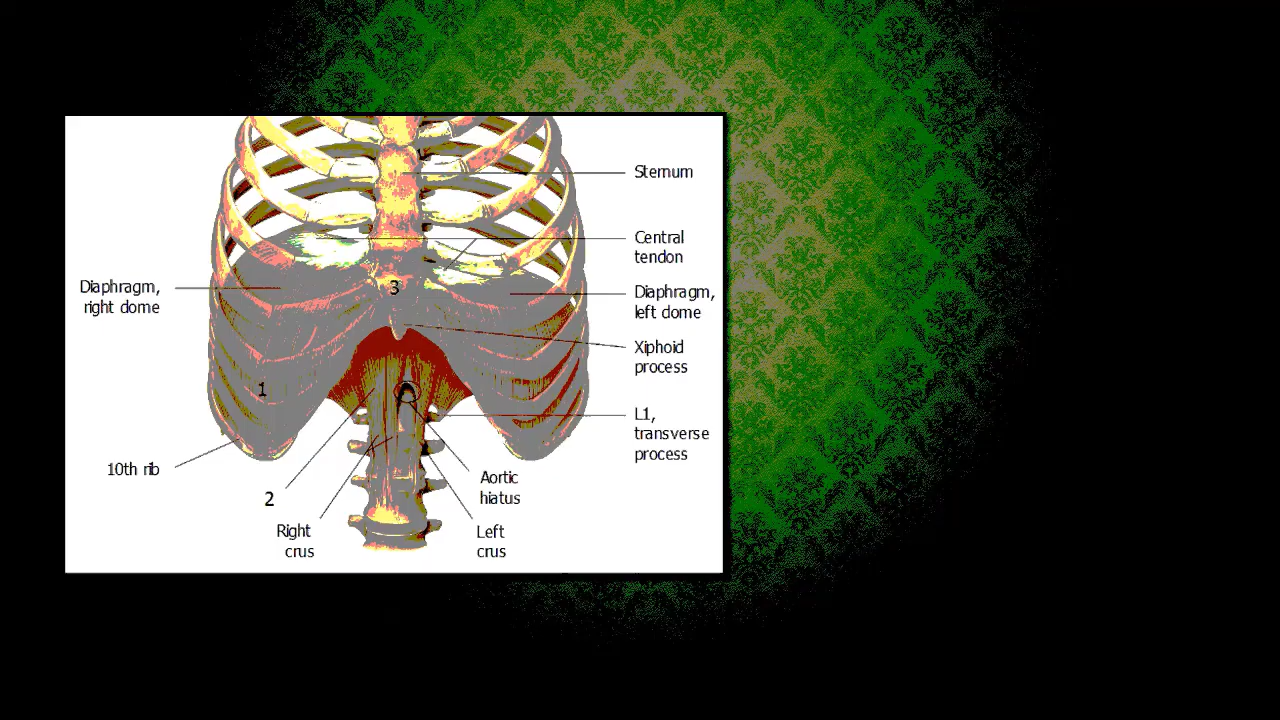 Sternum
Central
tendon
Diaphragm,
right dome
3
Diaphragm,
left dome
Xiphoid
process
1
L1,
transverse
process
10th rib
2
Aortic
hiatus
Right
crus
Left
crus